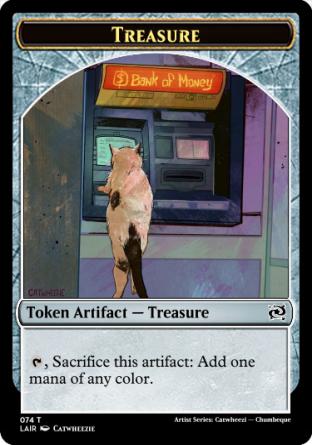 Treasure
$ Bank of Money
CATWHEEZIE
Token Artifact — Treasure
, Sacrifice this artifact: Add one
mana of any color.
074 T
LAIR Catwheezie
Artist Series: Catwheezi — Chumbeque